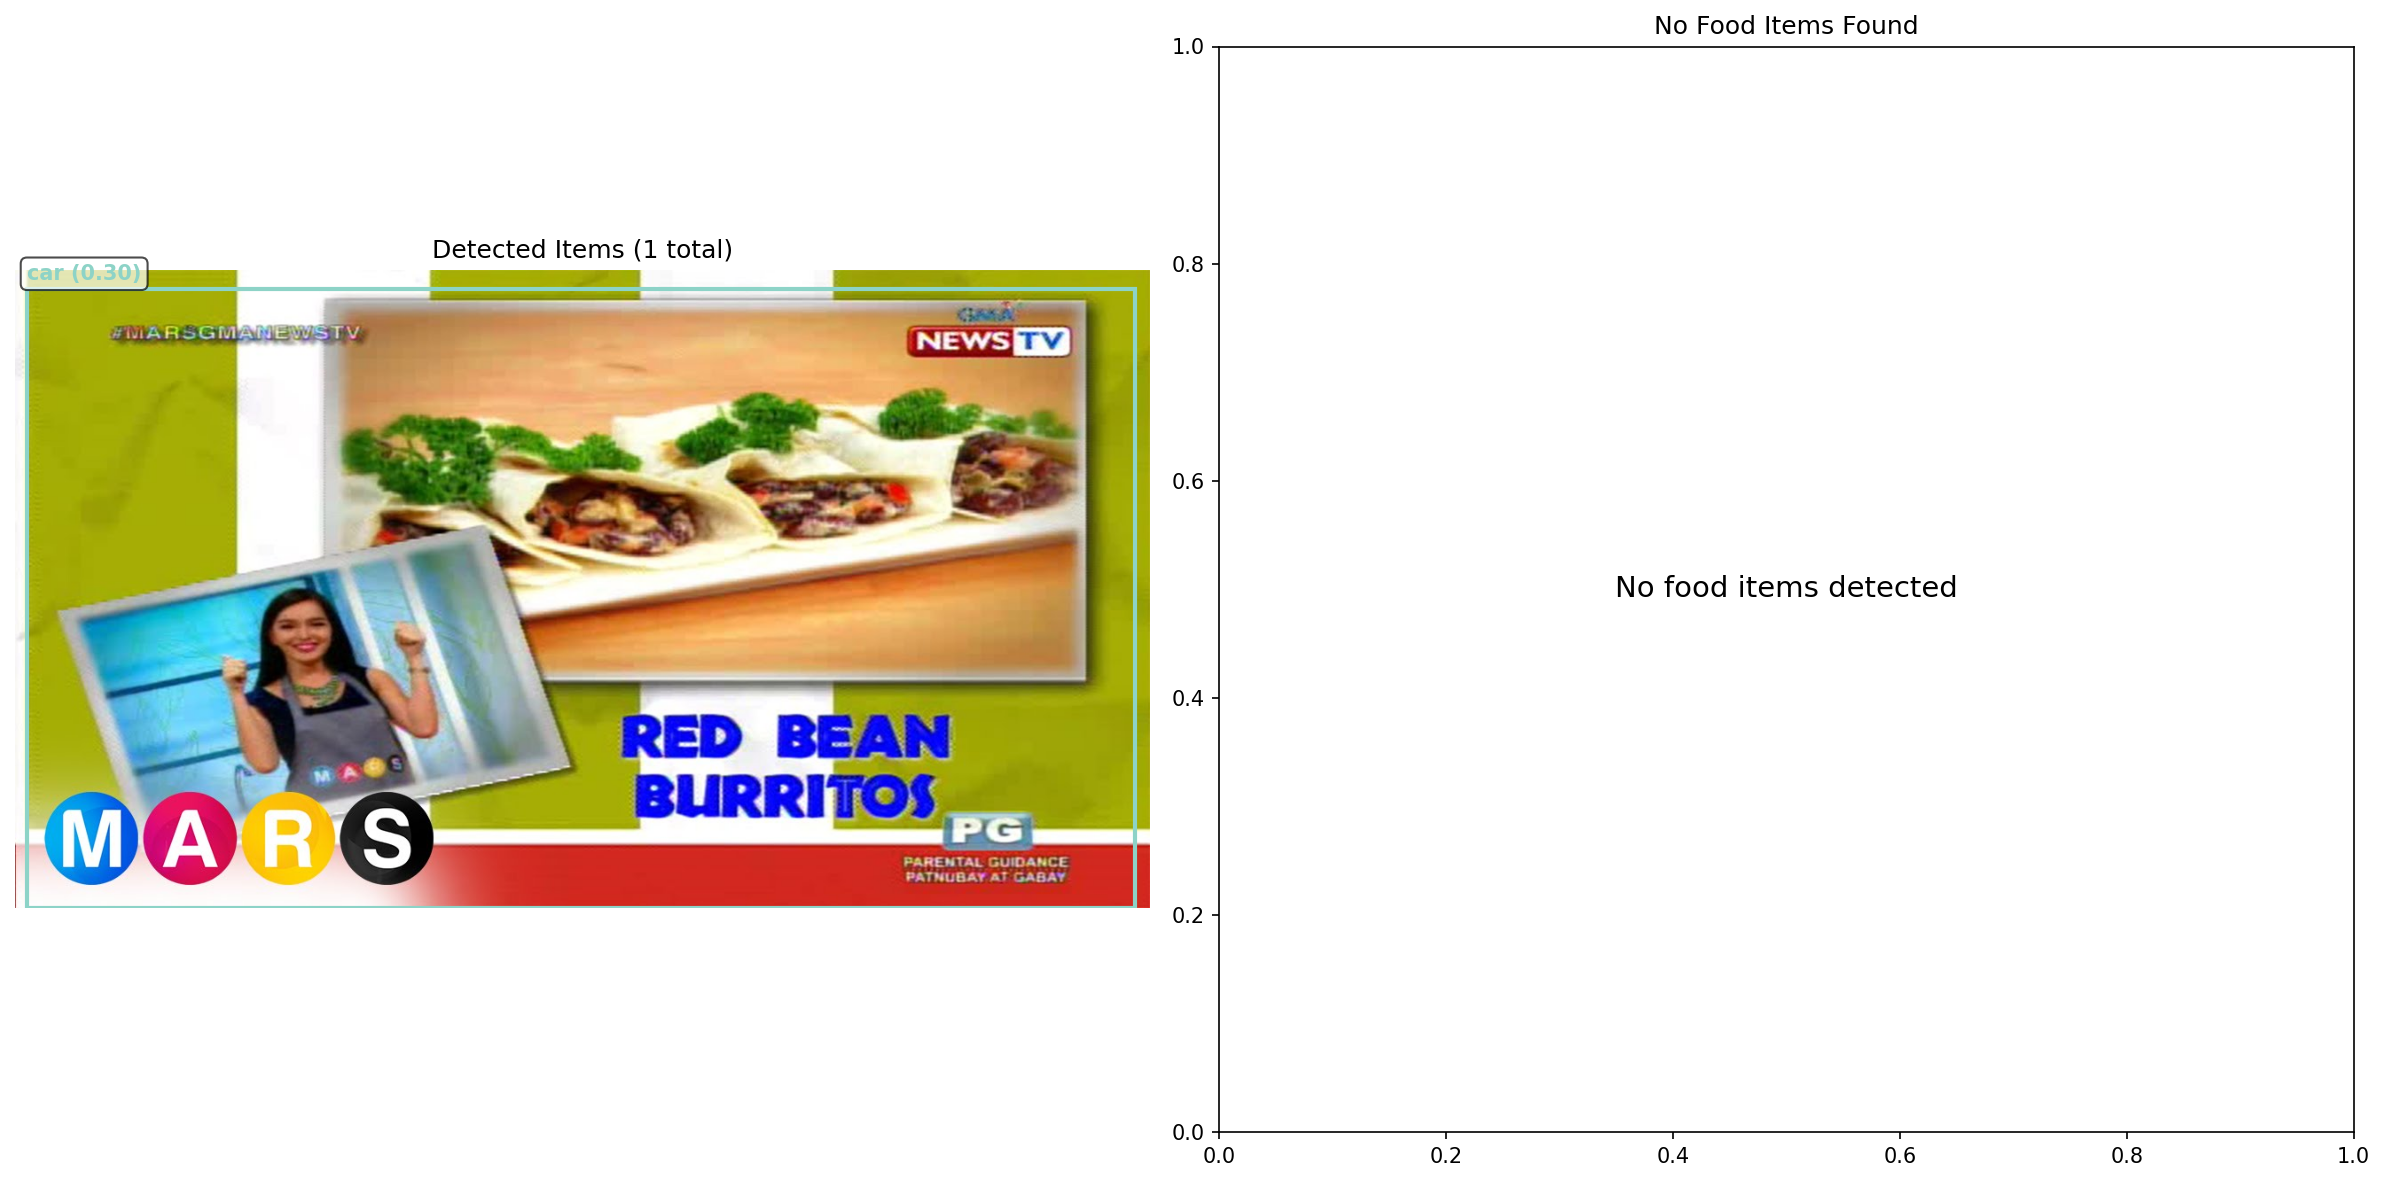 Detected Items (1 total)
car (0.30)
#MARSGMANEWSTV
GMA
NEWS TV
MARS
RED BEAN
BURRITOS
MARS
PG
PARENTAL GUIDANCE
PATNUBAY AT GABAY
No Food Items Found
1.0
0.8
0.6
No food items detected
0.4
0.2
0.0
0.0 0.2 0.4 0.6 0.8 1.0